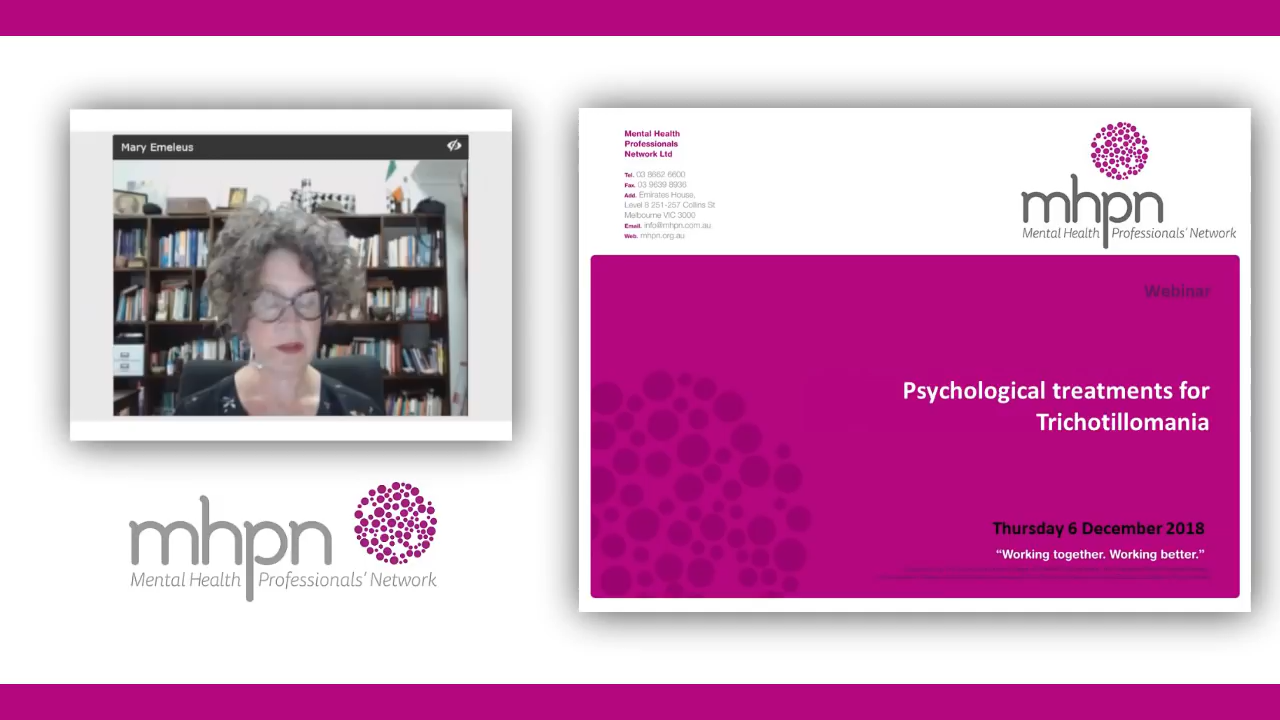 Mary Emeleus
mhpn
Mental Health Professionals' Network
Mental Health
Professionals
Network Ltd
Tel. 03 8662 6600
Fax. 03 9639 8936
Add. Emirates House,
Level 8 251-257 Collins St
Melbourne VIC 3000
Email. info@mhpn.com.au
Web. mhpn.org.au
mhpn
Mental Health Professionals' Network
Webinar
Psychological treatments for
Trichotillomania
Thursday 6 December 2018
“Working together. Working better.”